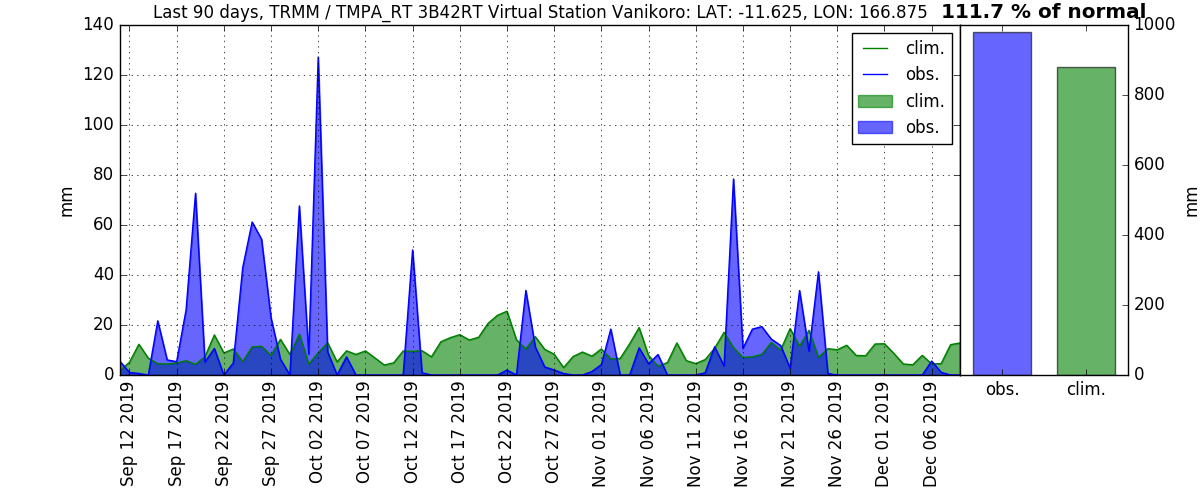 Last 90 days, TRMM / TMPA_RT 3B42RT Virtual Station Vanikoro: LAT: -11.625, LON: 166.875 111.7 % of normal
140
120
100
80
60
40
20
0
mm
clim.
obs.
clim.
obs.
Sep 12 2019
Sep 17 2019
Sep 22 2019
Sep 27 2019
Oct 02 2019
Oct 07 2019
Oct 12 2019
Oct 17 2019
Oct 22 2019
Oct 27 2019
Nov 01 2019
Nov 06 2019
Nov 11 2019
Nov 16 2019
Nov 21 2019
Nov 26 2019
Dec 01 2019
Dec 06 2019
1000
800
600
400
200
0
mm
obs.
clim.